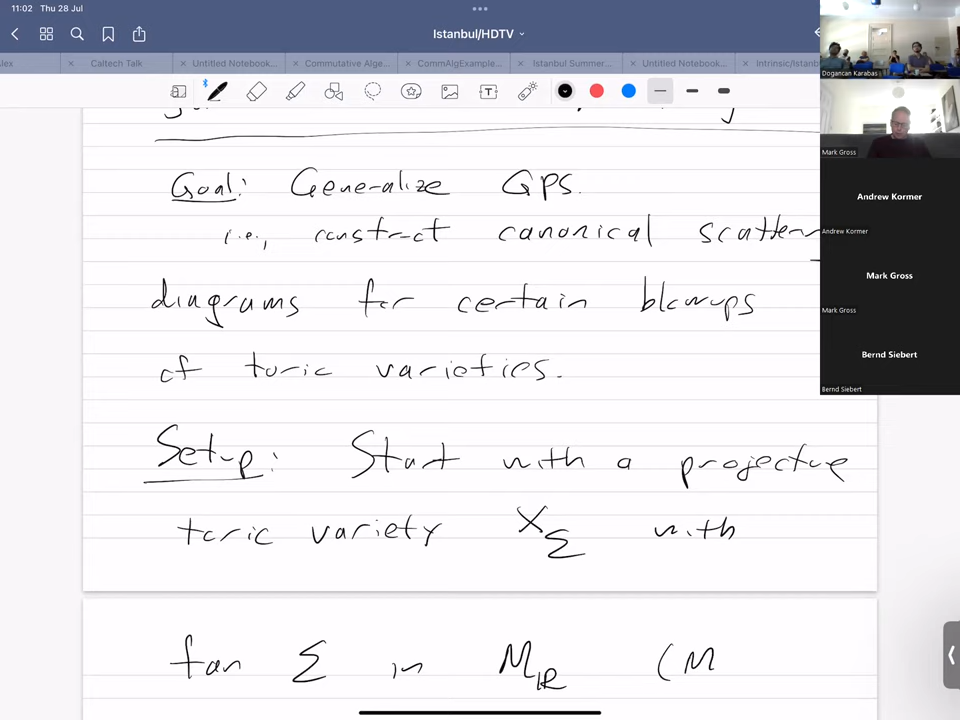 11:02 Thu 28 Jul
Istanbul/HDTV
Caltech Talk
Untitled Notebook...
Commutative Alge...
CommAlgExample...
Istanbul Summer...
Untitled Notebook...
Intrinsic/Istanb
Goal: Generalize GPS.
i.e., construct canonical scatter
diagrams for certain blowups
of toric varieties.
Setup: Start with a projective
toric variety X_Σ with
fan Σ in M_IR (M
Dogancan Karabas
Mark Gross
Andrew Kormer
Andrew Kormer
Mark Gross
Mark Gross
Bernd Siebert
Bernd Siebert